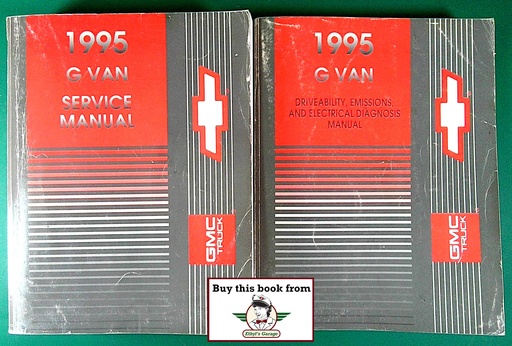 1995
G VAN
SERVICE
MANUAL
GMC
TRUCK
1995
G VAN
DRIVEABILITY, EMISSIONS,
AND ELECTRICAL DIAGNOSIS
MANUAL
GMC
TRUCK
Buy this book from
Elkyt's Garage